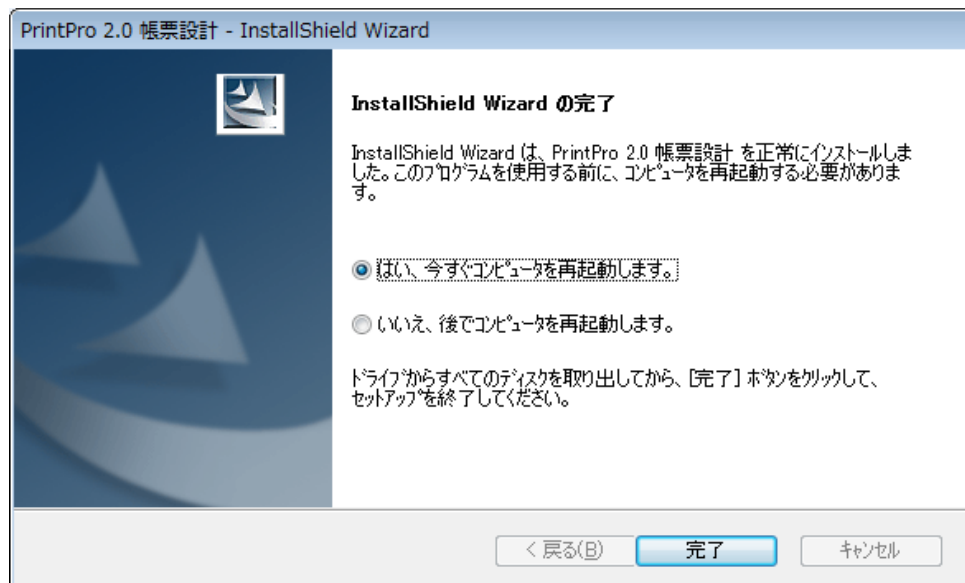 PrintPro 2.0 帳票設計 - InstallShield Wizard
InstallShield Wizard の完了
InstallShield Wizard は、PrintPro 2.0 帳票設計 を正常にインストールしま
した。このプログラムを使用する前に、コンピュータを再起動する必要がありま
す。
はい、今すぐコンピュータを再起動します。
いいえ、後でコンピュータを再起動します。
ドライブからすべてのディスクを取り出してから、[完了] ボタンをクリックして、
セットアップを終了してください。
< 戻る(B)
完了
キャンセル